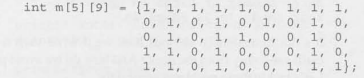 int m[5][9] = {1, 1, 1, 1, 1, 0, 1, 1, 1,
0, 1, 0, 1, 0, 1, 0, 1, 0,
0, 1, 0, 1, 1, 0, 0, 1, 0,
1, 1, 0, 1, 0, 0, 0, 1, 0,
1, 1, 0, 1, 0, 0, 1, 1, 1};